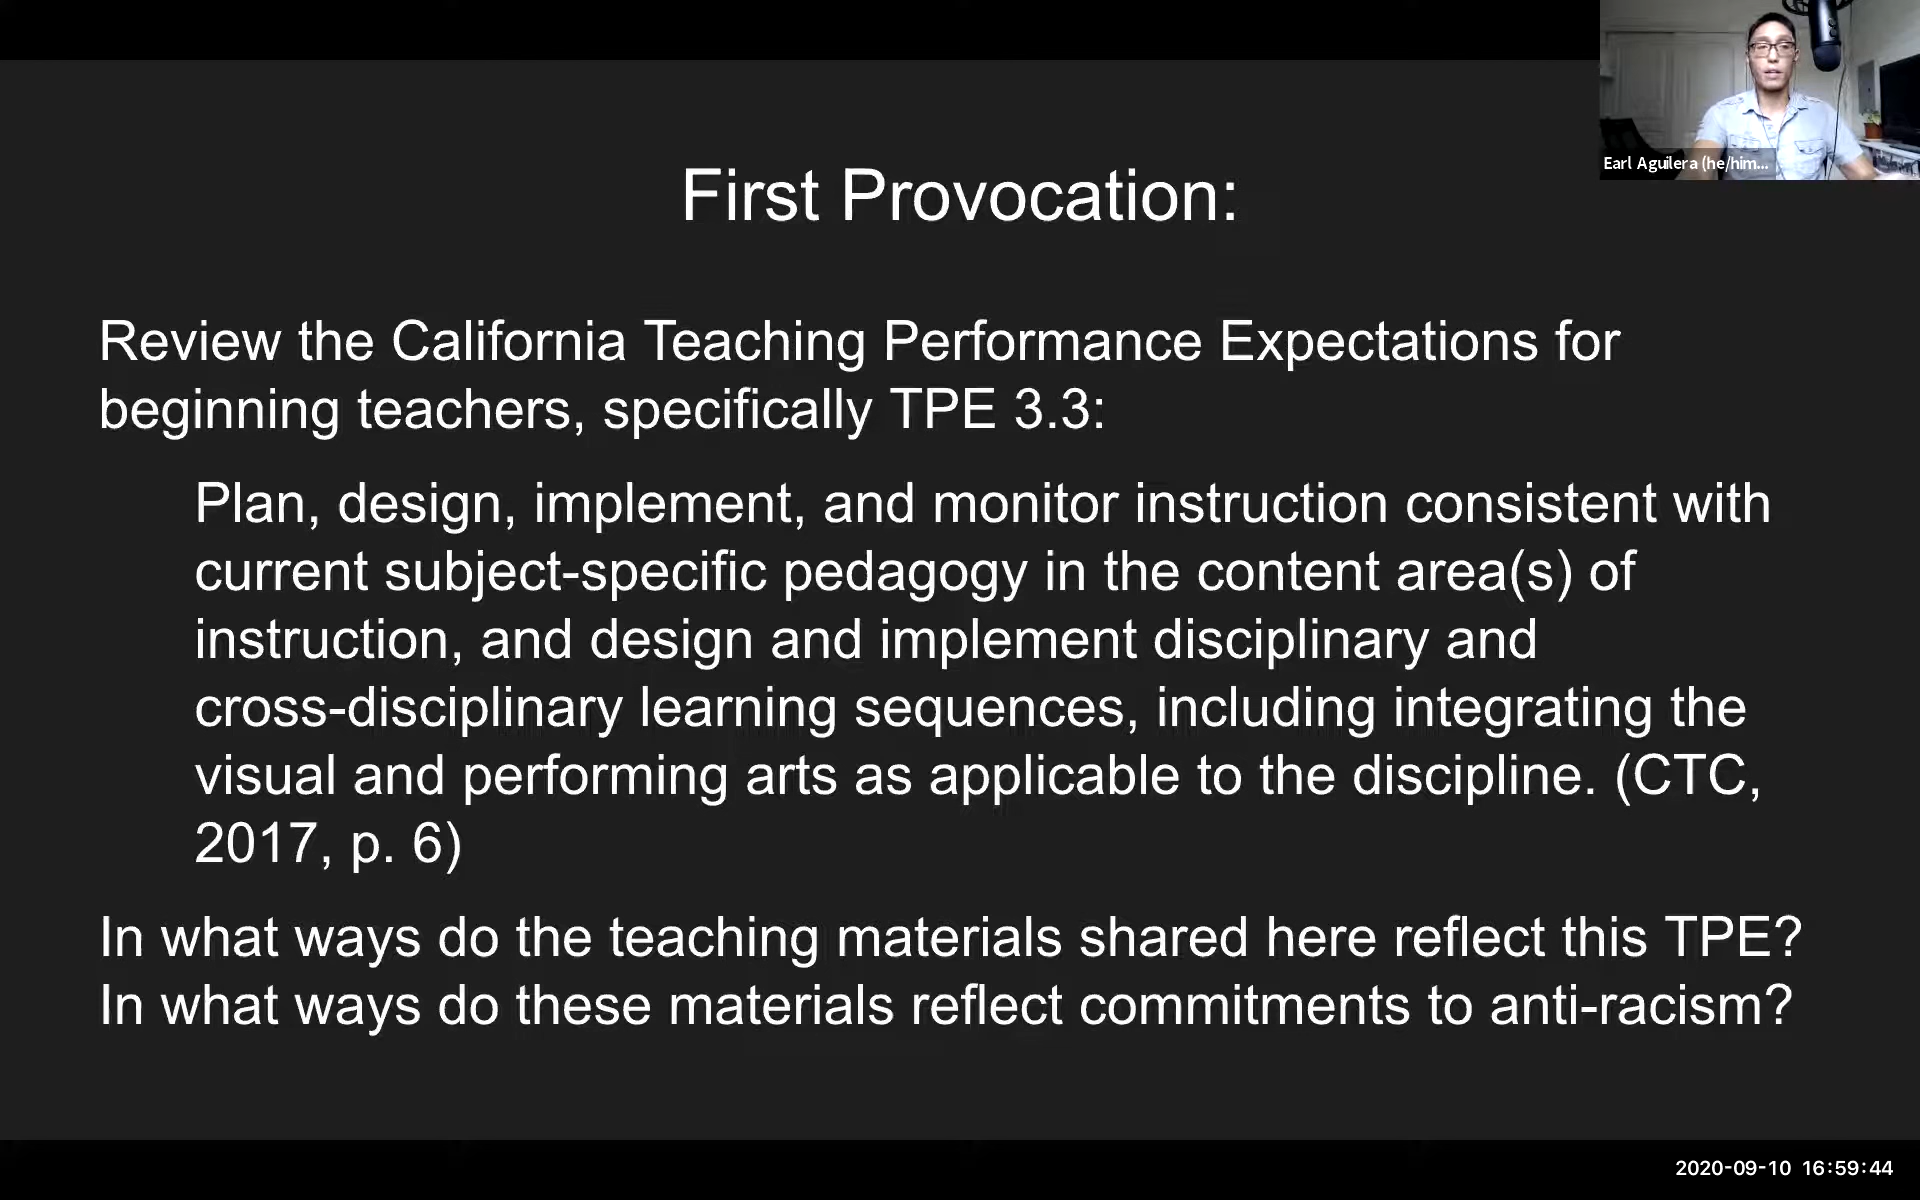 Earl Aguilera (he/him...
First Provocation:
Review the California Teaching Performance Expectations for
beginning teachers, specifically TPE 3.3:
Plan, design, implement, and monitor instruction consistent with
current subject-specific pedagogy in the content area(s) of
instruction, and design and implement disciplinary and
cross-disciplinary learning sequences, including integrating the
visual and performing arts as applicable to the discipline. (CTC,
2017, p. 6)
In what ways do the teaching materials shared here reflect this TPE?
In what ways do these materials reflect commitments to anti-racism?
2020-09-10 16:59:44